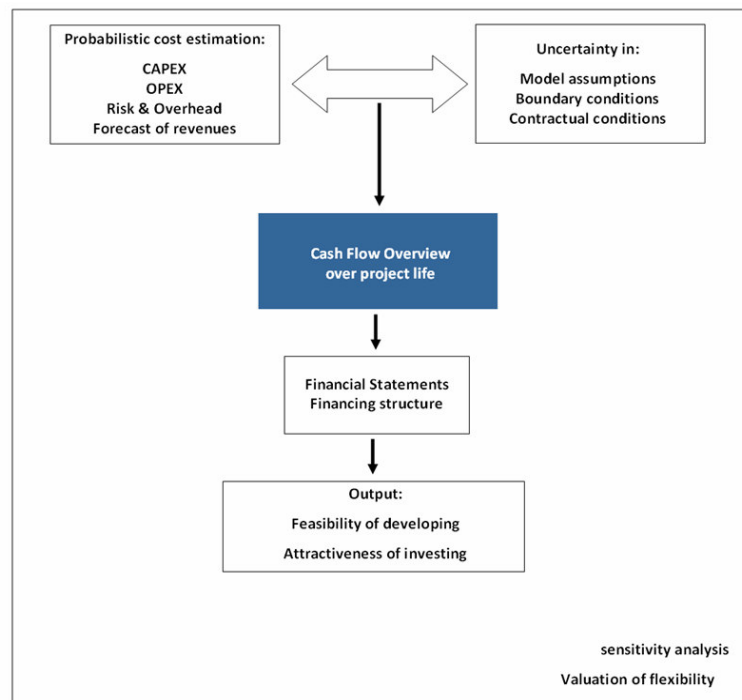 Probabilistic cost estimation:
CAPEX
OPEX
Risk & Overhead
Forecast of revenues
Uncertainty in:
Model assumptions
Boundary conditions
Contractual conditions
Cash Flow Overview
over project life
Financial Statements
Financing structure
Output:
Feasibility of developing
Attractiveness of investing
sensitivity analysis
Valuation of flexibility